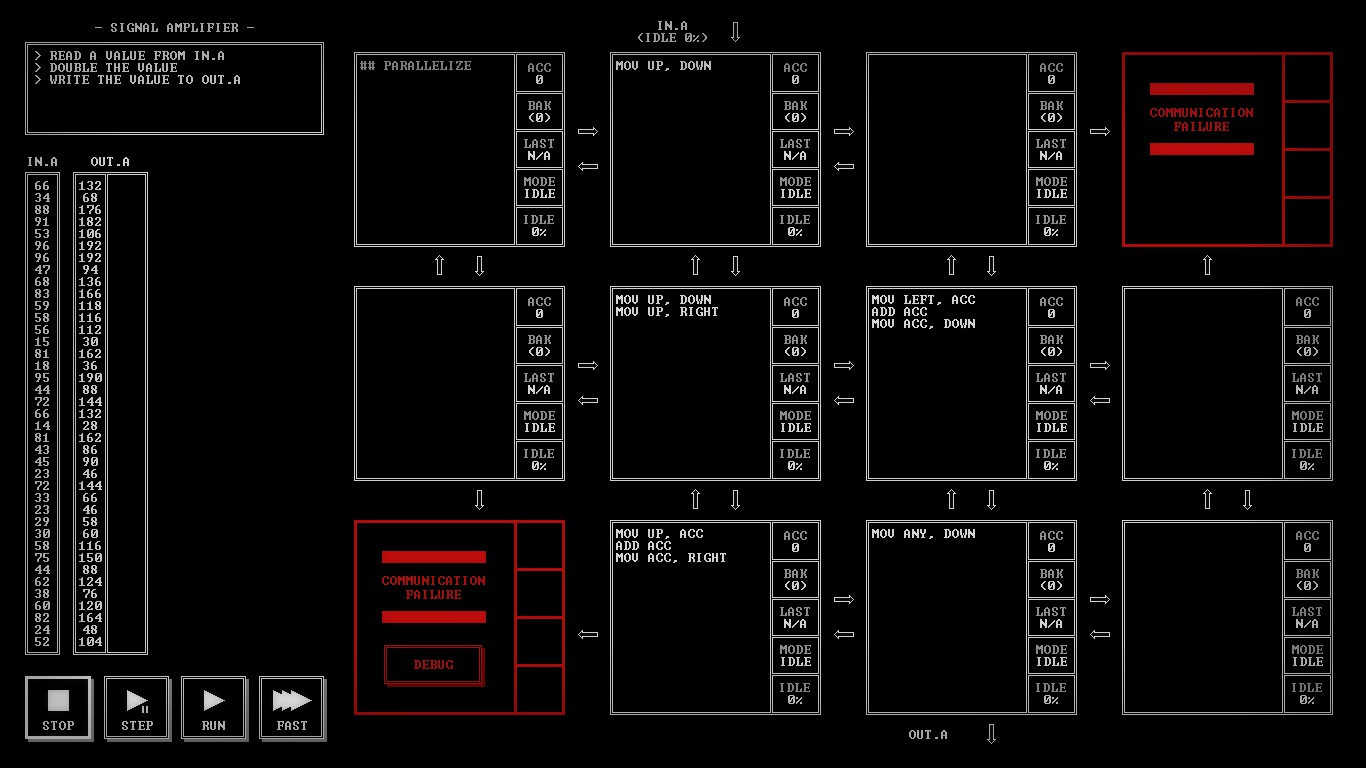 - SIGNAL AMPLIFIER -
> READ A VALUE FROM IN.A
> DOUBLE THE VALUE
> WRITE THE VALUE TO OUT.A
IN.A OUT.A
66 132
34 68
88 176
91 182
53 106
96 192
96 192
47 94
68 136
83 166
59 118
58 116
56 112
15 30
81 162
18 36
95 190
44 88
72 144
66 132
14 28
81 162
43 86
45 90
23 46
72 144
33 66
23 46
29 58
30 60
58 116
75 150
44 88
62 124
38 76
60 120
82 164
24 48
52 104
STOP
STEP
RUN
FAST
IN.A
(IDLE 0%)
## PARALLELIZE
ACC
0
BAK
(0)
LAST
N/A
MODE
IDLE
IDLE
0%
MOV UP, DOWN
ACC
0
BAK
(0)
LAST
N/A
MODE
IDLE
IDLE
0%
ACC
0
BAK
(0)
LAST
N/A
MODE
IDLE
IDLE
0%
COMMUNICATION
FAILURE
ACC
0
BAK
(0)
LAST
N/A
MODE
IDLE
IDLE
0%
MOV UP, DOWN
MOV UP, RIGHT
ACC
0
BAK
(0)
LAST
N/A
MODE
IDLE
IDLE
0%
MOV LEFT, ACC
ADD ACC
MOV ACC, DOWN
ACC
0
BAK
(0)
LAST
N/A
MODE
IDLE
IDLE
0%
ACC
0
BAK
(0)
LAST
N/A
MODE
IDLE
IDLE
0%
COMMUNICATION
FAILURE
DEBUG
MOV UP, ACC
ADD ACC
MOV ACC, RIGHT
ACC
0
BAK
(0)
LAST
N/A
MODE
IDLE
IDLE
0%
MOV ANY, DOWN
ACC
0
BAK
(0)
LAST
N/A
MODE
IDLE
IDLE
0%
ACC
0
BAK
(0)
LAST
N/A
MODE
IDLE
IDLE
0%
OUT.A